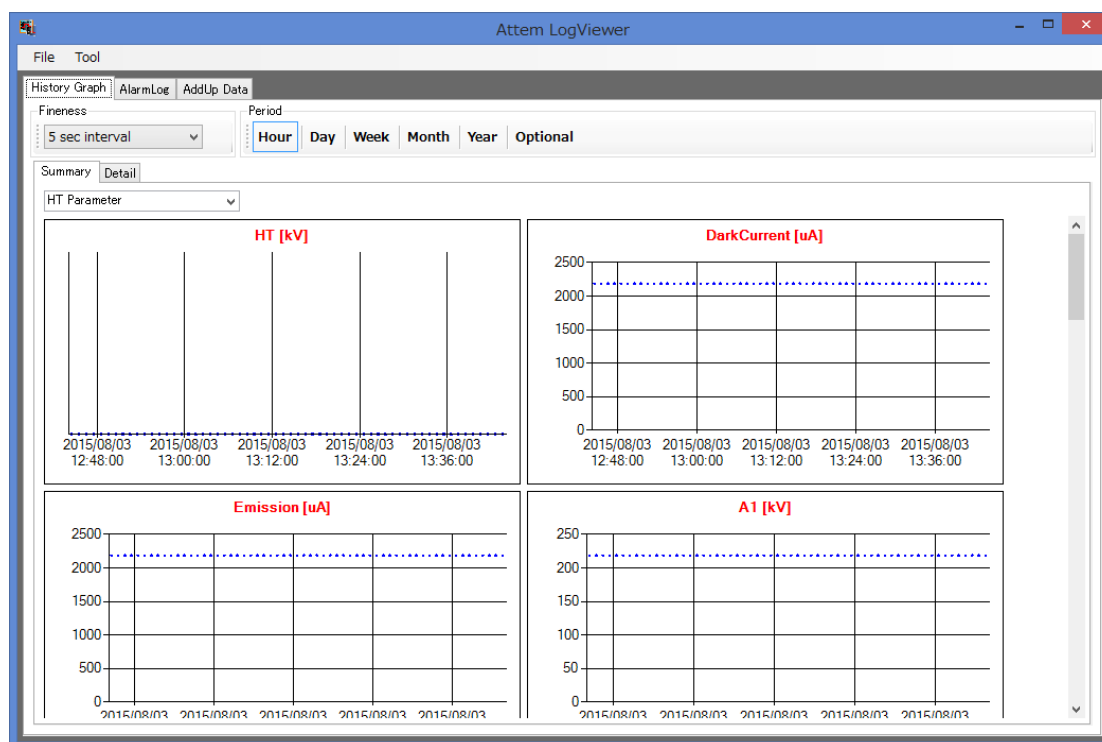 Attem LogViewer
File Tool
History Graph AlarmLog AddUp Data
Fineness Period
5 sec interval Hour Day Week Month Year Optional
Summary Detail
HT Parameter
HT [kV]
2015/08/03 2015/08/03 2015/08/03 2015/08/03 2015/08/03
12:48:00 13:00:00 13:12:00 13:24:00 13:36:00
DarkCurrent [uA]
2500
2000
1500
1000
500
0
2015/08/03 2015/08/03 2015/08/03 2015/08/03 2015/08/03
12:48:00 13:00:00 13:12:00 13:24:00 13:36:00
Emission [uA]
2500
2000
1500
1000
500
0
2015/08/03 2015/08/03 2015/08/03 2015/08/03 2015/08/03
A1 [kV]
250
200
150
100
50
0
2015/08/03 2015/08/03 2015/08/03 2015/08/03 2015/08/03